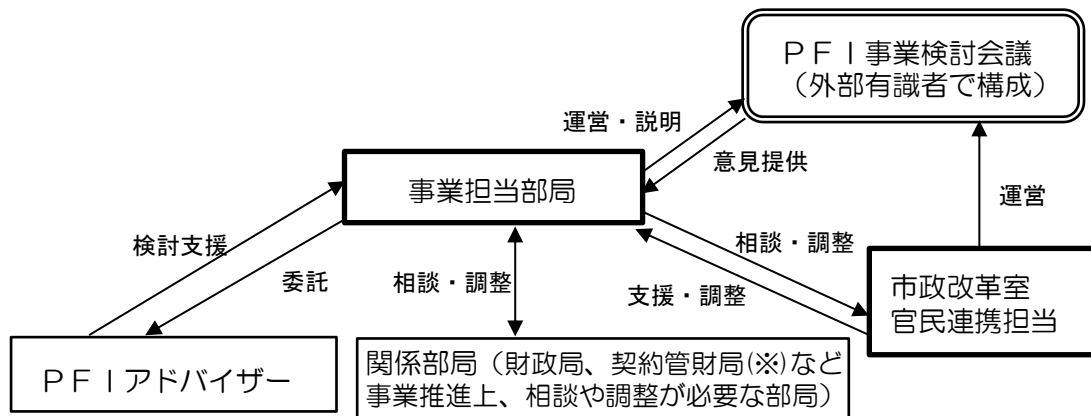 ＰＦＩ事業検討会議
（外部有識者で構成）
運営・説明
意見提供
事業担当部局
運営
検討支援
委託
相談・調整
相談・調整
支援・調整
市政改革室
官民連携担当
ＰＦＩアドバイザー
関係部局（財政局、契約管財局(※)など
事業推進上、相談や調整が必要な部局）